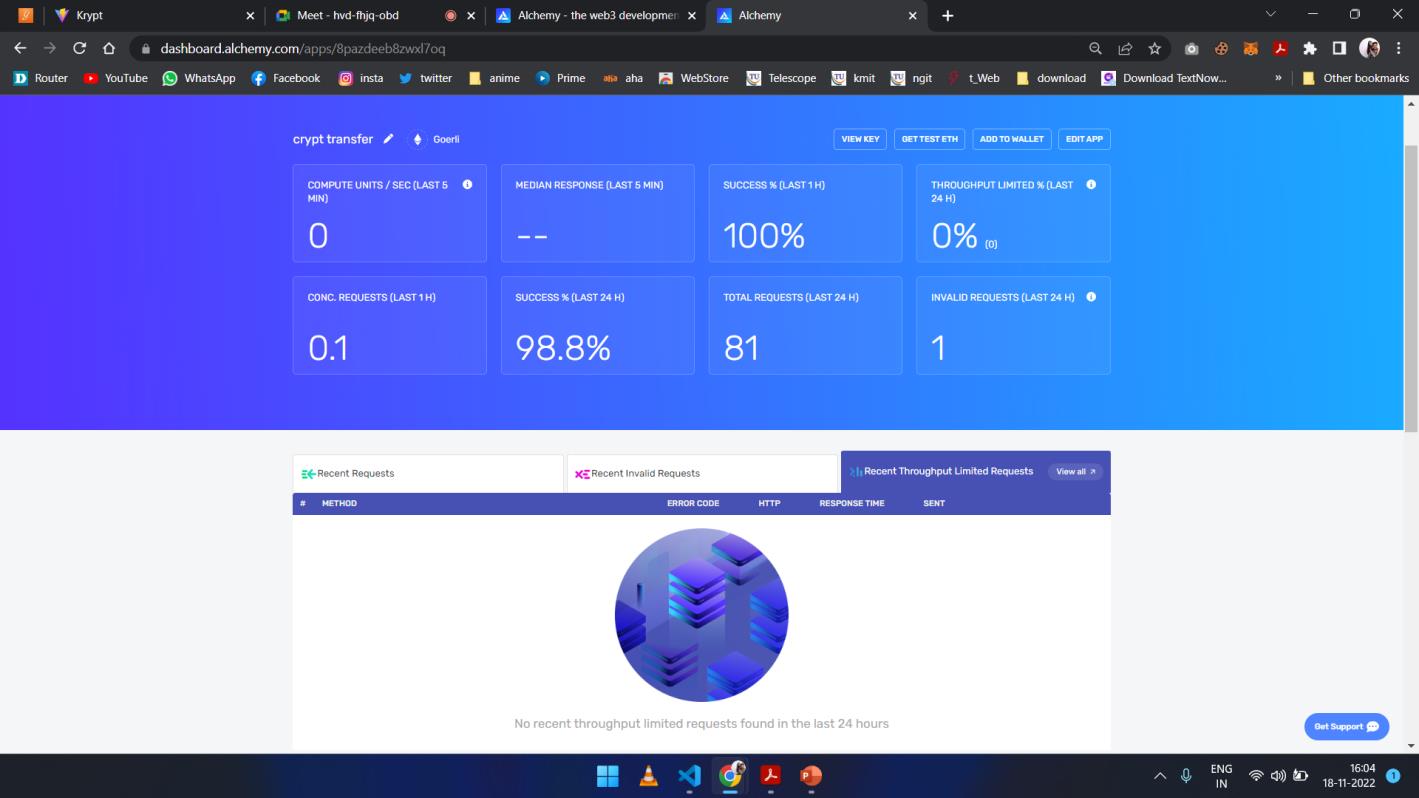 Krypt
Meet - hvd-fhjq-obd
Alchemy - the web3 developmen
Alchemy
dashboard.alchemy.com/apps/8pazdeeb8zwxl7oq
D Router
YouTube
WhatsApp
Facebook
insta
twitter
anime
Prime
aha aha
WebStore
TU Telescope
TU kmit
TU ngit
t_Web
download
Download TextNow...
»
Other bookmarks
crypt transfer
Goerli
VIEW KEY
GET TEST ETH
ADD TO WALLET
EDIT APP
COMPUTE UNITS / SEC (LAST 5
MIN)
0
MEDIAN RESPONSE (LAST 5 MIN)
--
SUCCESS % (LAST 1 H)
100%
THROUGHPUT LIMITED % (LAST
24 H)
0% (0)
CONC. REQUESTS (LAST 1 H)
0.1
SUCCESS % (LAST 24 H)
98.8%
TOTAL REQUESTS (LAST 24 H)
81
INVALID REQUESTS (LAST 24 H)
1
Recent Requests
Recent Invalid Requests
Recent Throughput Limited Requests
View all
# METHOD ERROR CODE HTTP RESPONSE TIME SENT
No recent throughput limited requests found in the last 24 hours
Get Support
ENG
IN
16:04
18-11-2022
1